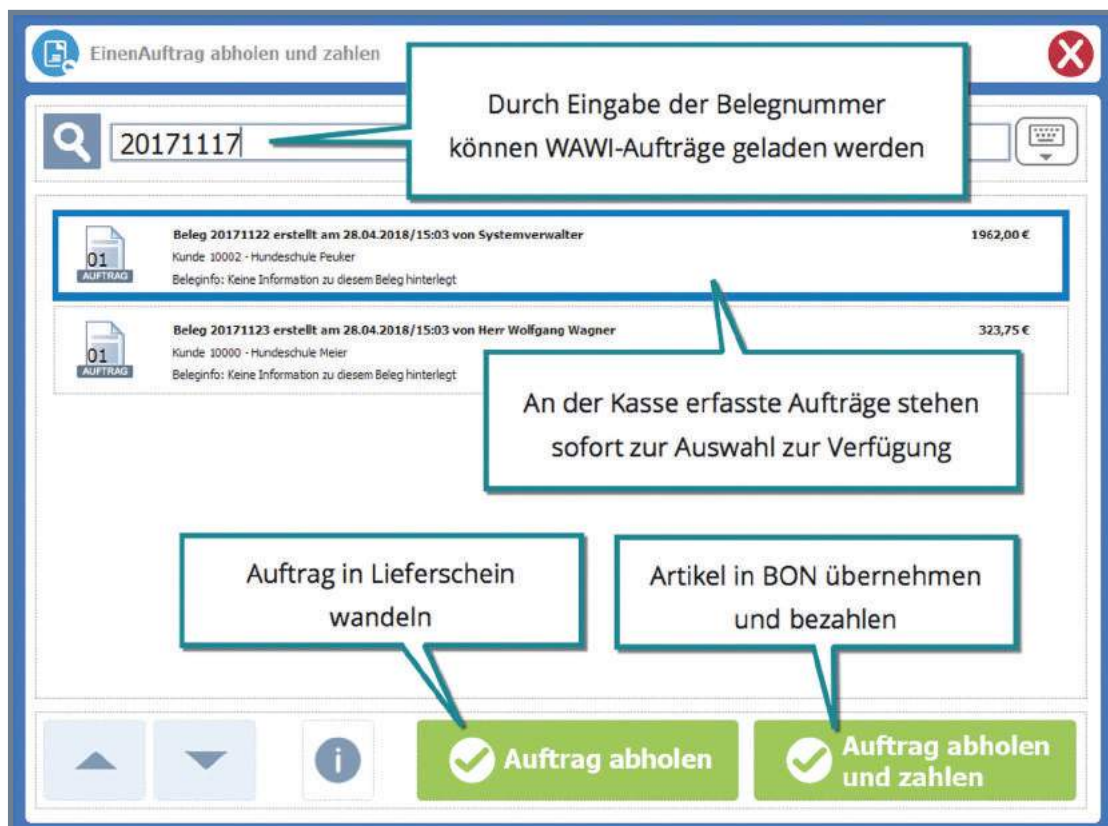 EinenAuftrag abholen und zahlen
Durch Eingabe der Belegnummer
können WAWI-Aufträge geladen werden
20171117
Beleg 20171122 erstellt am 28.04.2018/15:03 von Systemverwalter 1962,00 €
Kunde 10002 - Hundeschule Peuker
Beleginfo: Keine Information zu diesem Beleg hinterlegt
01
AUFTRAG
Beleg 20171123 erstellt am 28.04.2018/15:03 von Herr Wolfgang Wagner 323,75 €
Kunde 10000 - Hundeschule Meier
Beleginfo: Keine Information zu diesem Beleg hinterlegt
01
AUFTRAG
An der Kasse erfasste Aufträge stehen
sofort zur Auswahl zur Verfügung
Auftrag in Lieferschein
wandeln
Artikel in BON übernehmen
und bezahlen
i
Auftrag abholen
Auftrag abholen
und zahlen